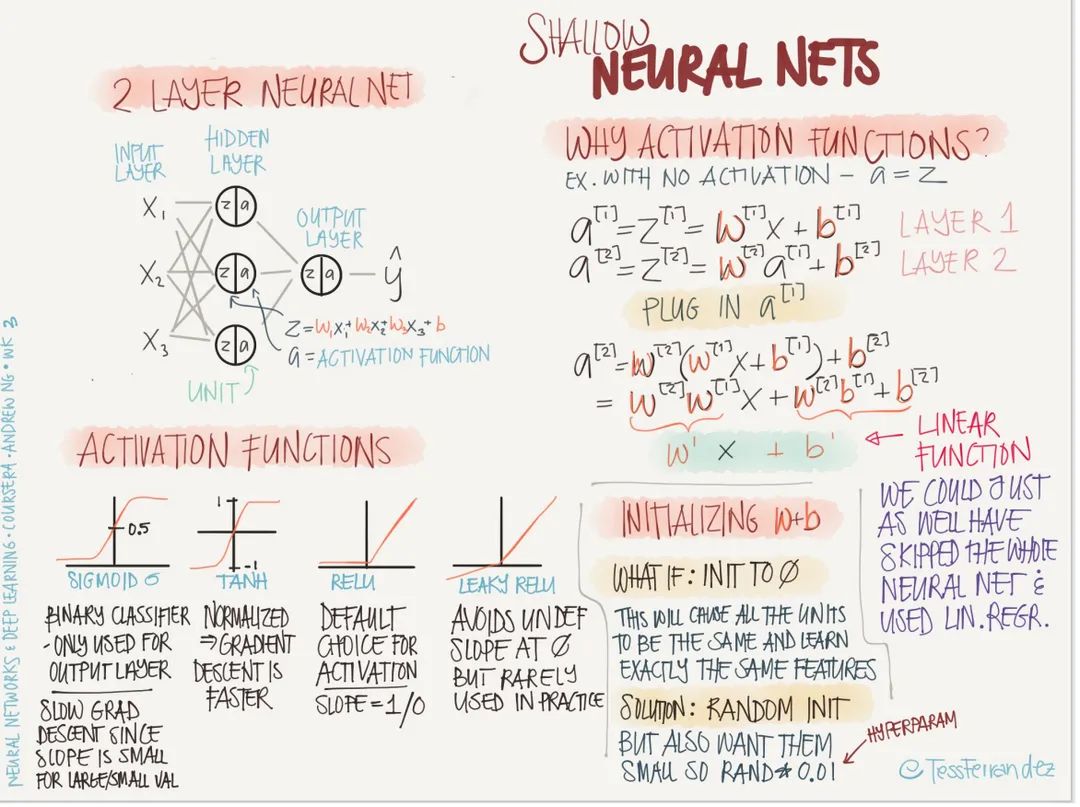 SHALLOW
NEURAL NETS
2 LAYER NEURAL NET
INPUT
LAYER
HIDDEN
LAYER
OUTPUT
LAYER
X₁
X₂
X₃
z|a
z|a
z|a
z|a
ŷ
z = w₁x₁ + w₂x₂ + w₃x₃ + b
a = ACTIVATION FUNCTION
UNIT
WHY ACTIVATION FUNCTIONS?
EX. WITH NO ACTIVATION – a = z
a^[1] = z^[1] = w^[1] x + b^[1] LAYER 1
a^[2] = z^[2] = w^[2] a^[1] + b^[2] LAYER 2
PLUG IN a^[1]
a^[2] = w^[2](w^[1] x + b^[1]) + b^[2]
= w^[2] w^[1] x + w^[2] b^[1] + b^[2]
w' x + b'
LINEAR
FUNCTION
WE COULD JUST
AS WELL HAVE
SKIPPED THE WHOLE
NEURAL NET &
USED LIN. REGR.
ACTIVATION FUNCTIONS
0.5
SIGMOID σ
BINARY CLASSIFIER
- ONLY USED FOR
OUTPUT LAYER
SLOW GRAD
DESCENT SINCE
SLOPE IS SMALL
FOR LARGE/SMALL VAL
1
-1
TANH
NORMALIZED
⇒ GRADIENT
DESCENT IS
FASTER
RELU
DEFAULT
CHOICE FOR
ACTIVATION
SLOPE = 1/0
LEAKY RELU
AVOIDS UNDEF
SLOPE AT 0
BUT RARELY
USED IN PRACTICE
INITIALIZING w+b
WHAT IF: INIT TO 0
THIS WILL CAUSE ALL THE UNITS
TO BE THE SAME AND LEARN
EXACTLY THE SAME FEATURES
SOLUTION: RANDOM INIT
BUT ALSO WANT THEM
SMALL SO RAND * 0.01
HYPERPARAM
@TessFerrandez
NEURAL NETWORKS & DEEP LEARNING • COURSERA • ANDREW NG • WK 3